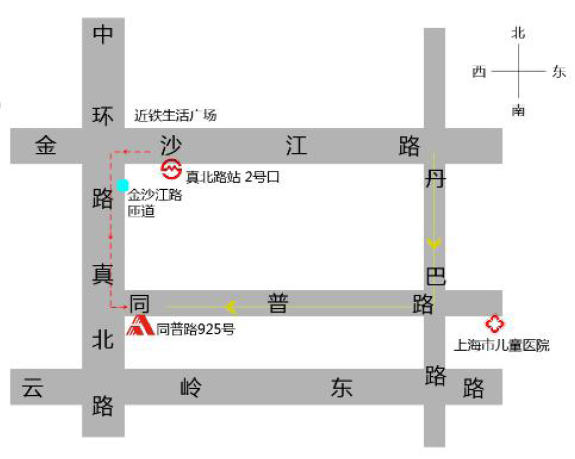 北
西 东
南
中环路
真北路
近铁生活广场
金沙江路
真北路站 2号口
金沙江路
匝道
丹巴路
同普路
同普路925号
上海市儿童医院
云岭东路